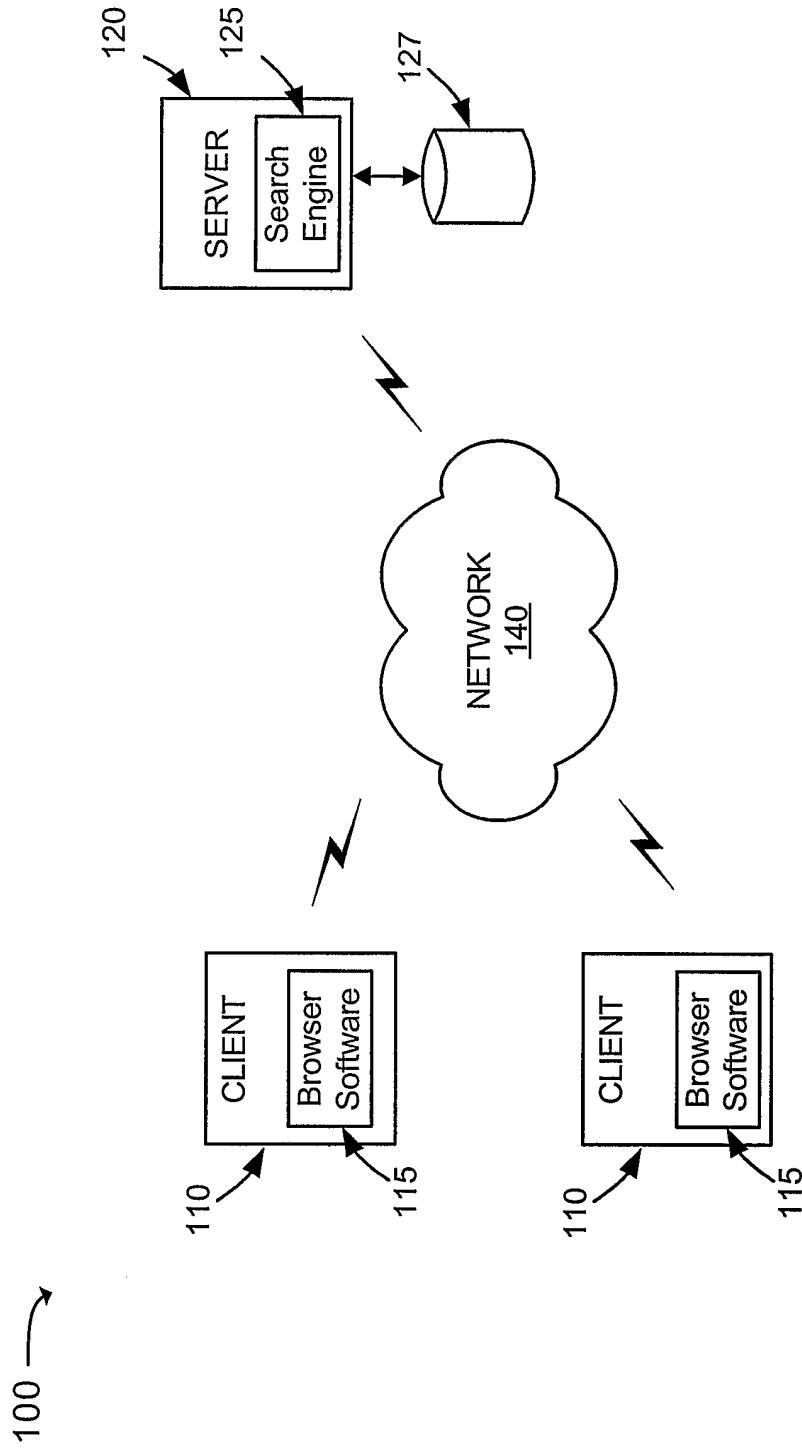 100
110
CLIENT
Browser
Software
115
110
CLIENT
Browser
Software
115
NETWORK
140
SERVER
Search
Engine
120
125
127